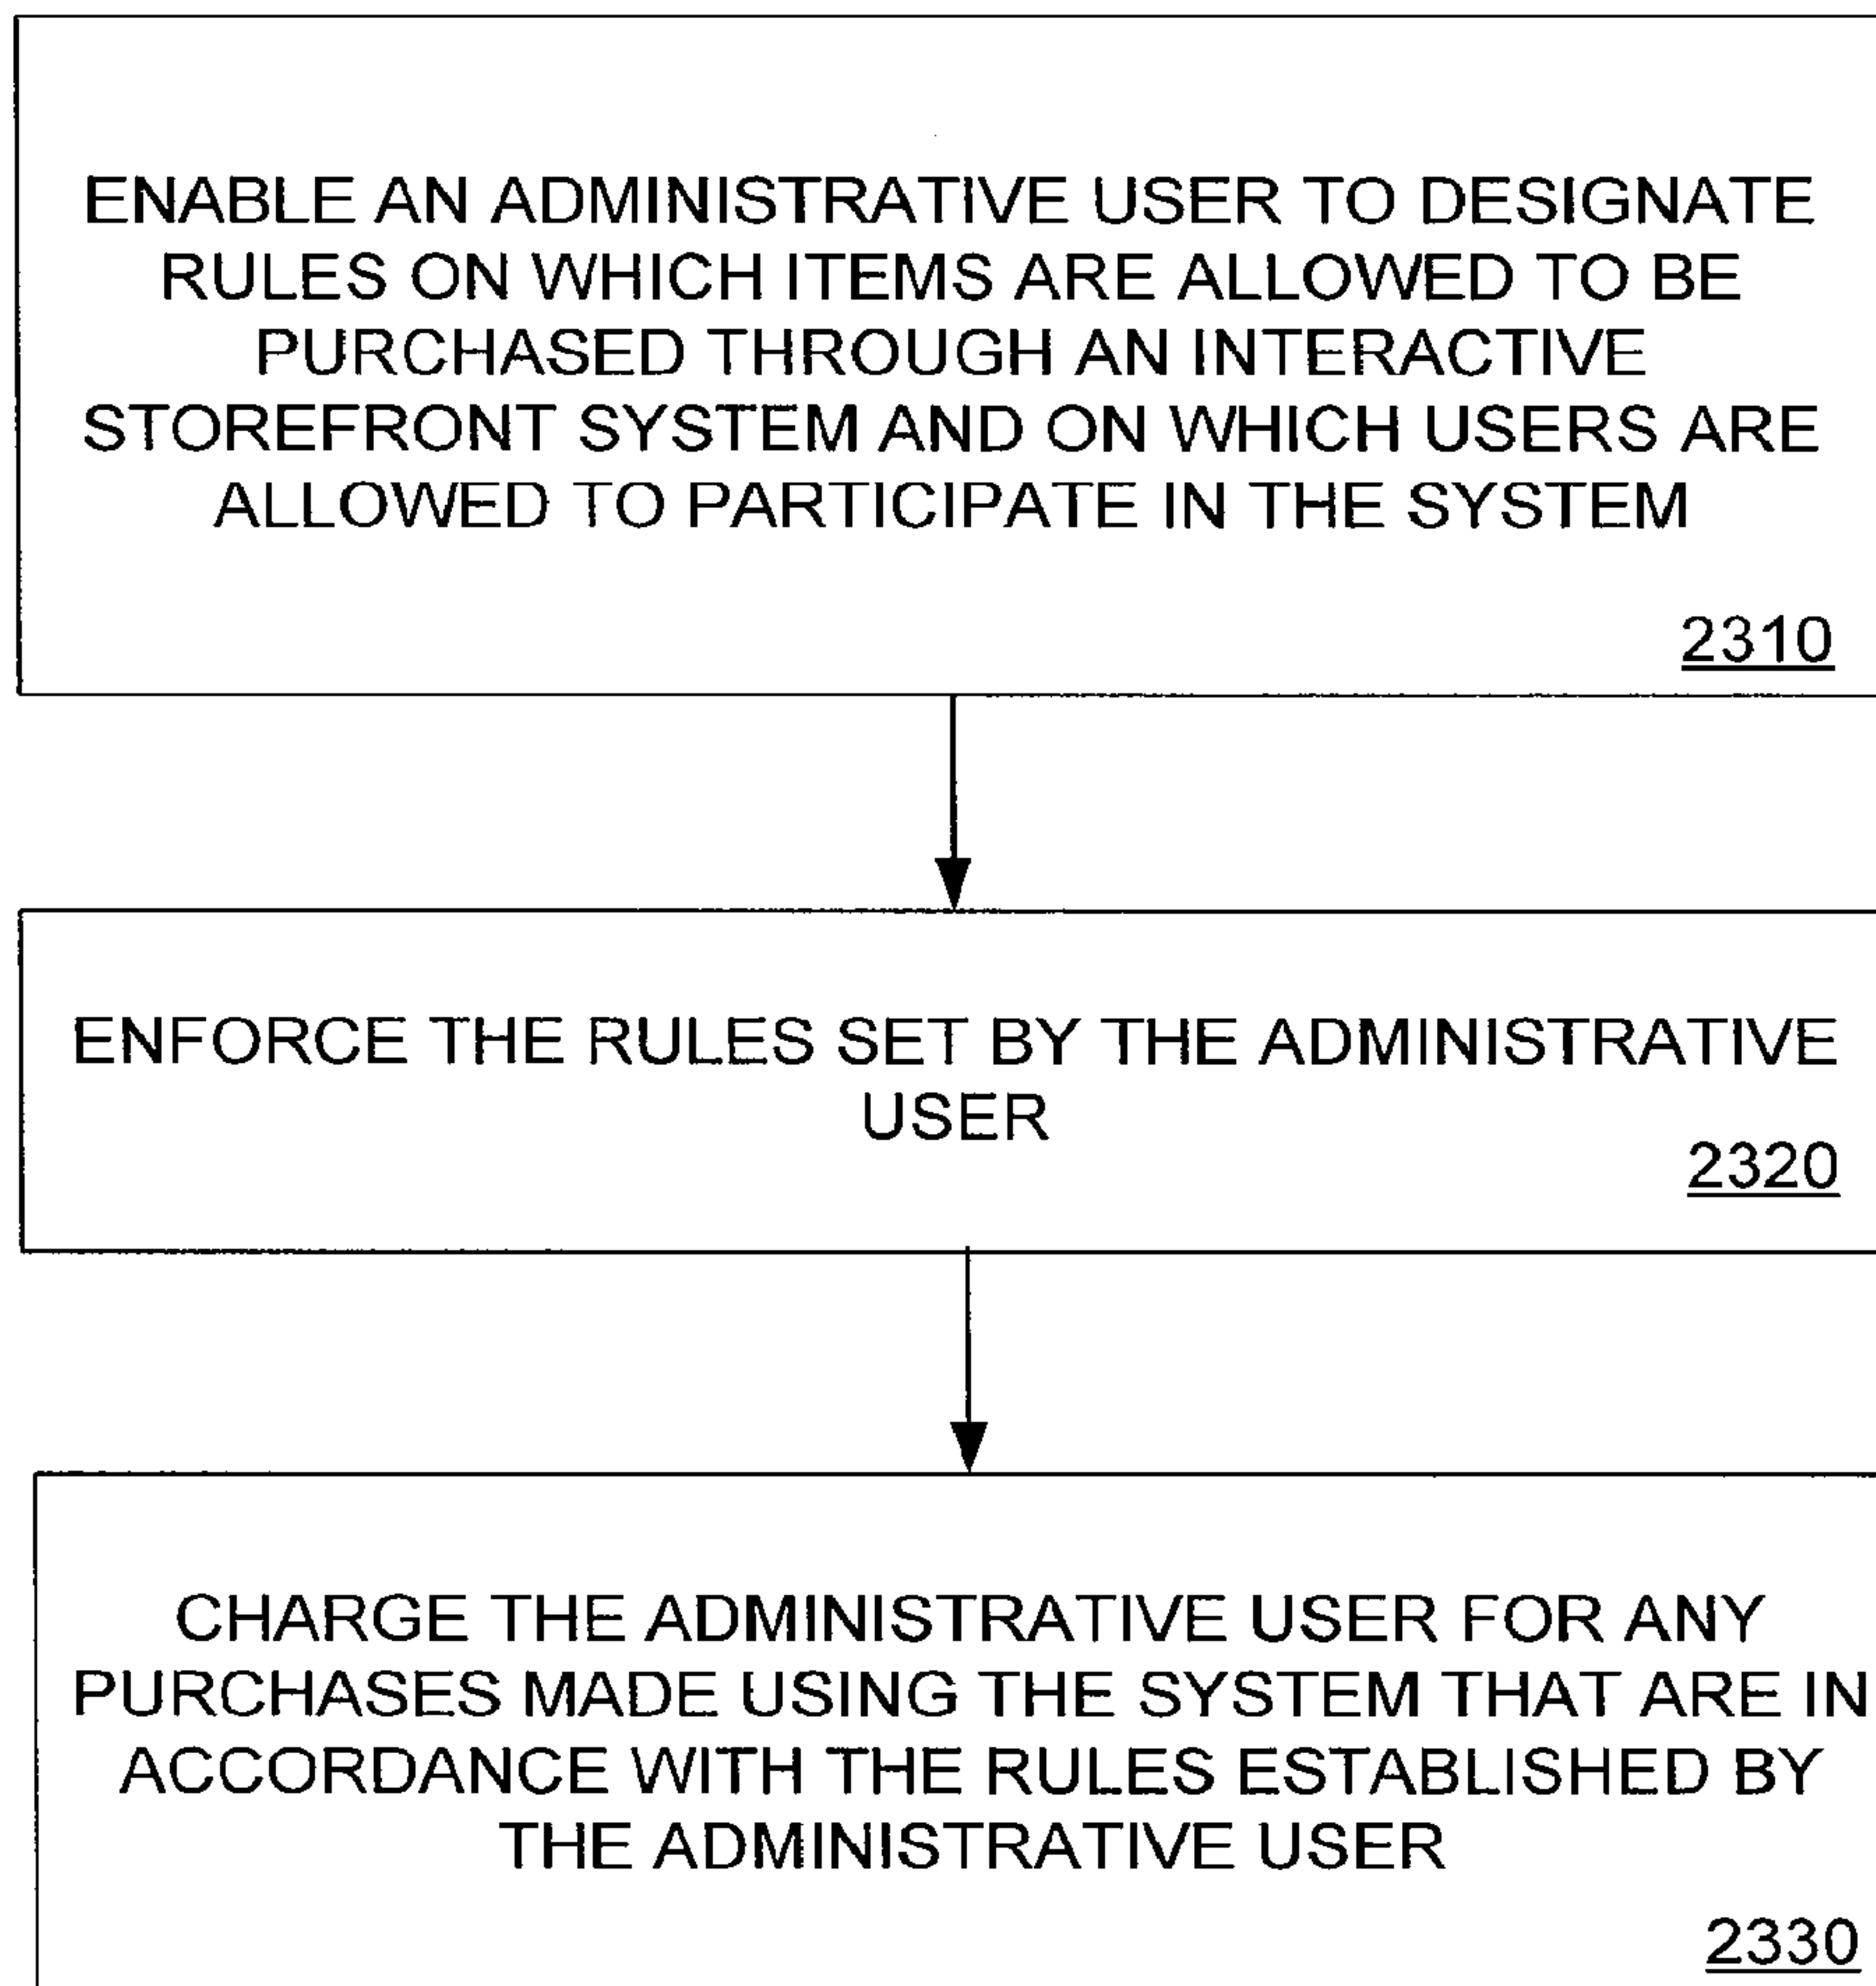 ENABLE AN ADMINISTRATIVE USER TO DESIGNATE
RULES ON WHICH ITEMS ARE ALLOWED TO BE
PURCHASED THROUGH AN INTERACTIVE
STOREFRONT SYSTEM AND ON WHICH USERS ARE
ALLOWED TO PARTICIPATE IN THE SYSTEM
2310
ENFORCE THE RULES SET BY THE ADMINISTRATIVE
USER
2320
CHARGE THE ADMINISTRATIVE USER FOR ANY
PURCHASES MADE USING THE SYSTEM THAT ARE IN
ACCORDANCE WITH THE RULES ESTABLISHED BY
THE ADMINISTRATIVE USER
2330